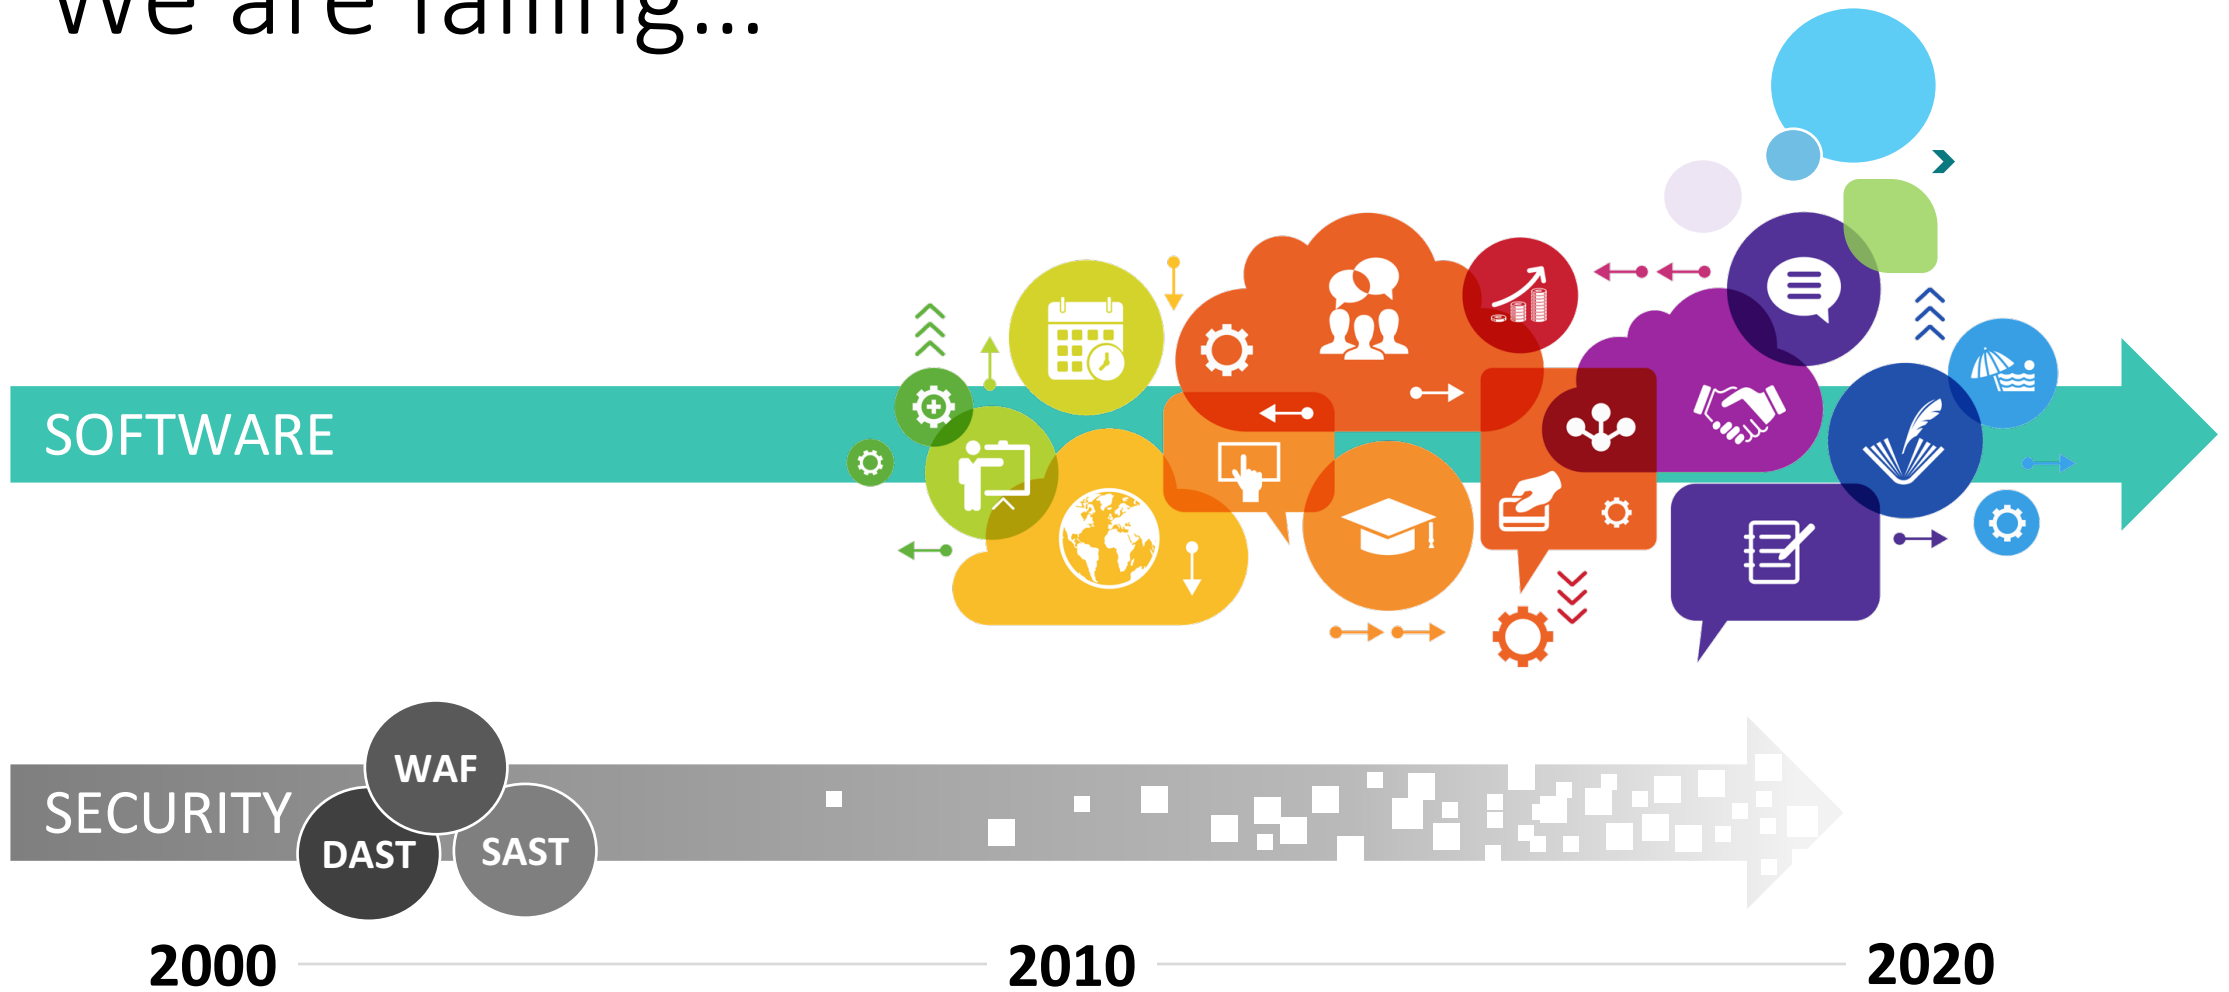 We are failing...
SOFTWARE
SECURITY
WAF
DAST
SAST
2000
2010
2020